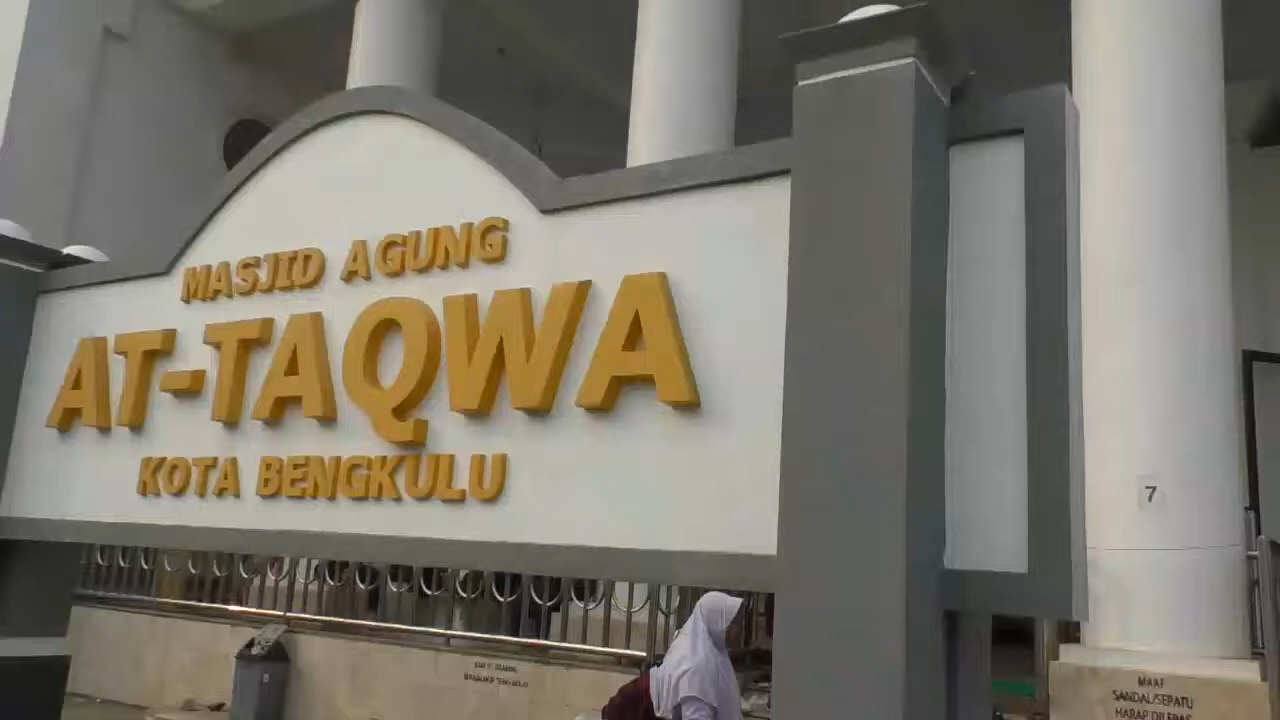 MASJID AGUNG
AT-TAQWA
KOTA BENGKULU
7
MAAF
SANDAL/SEPATU
HARAP DILEPAS